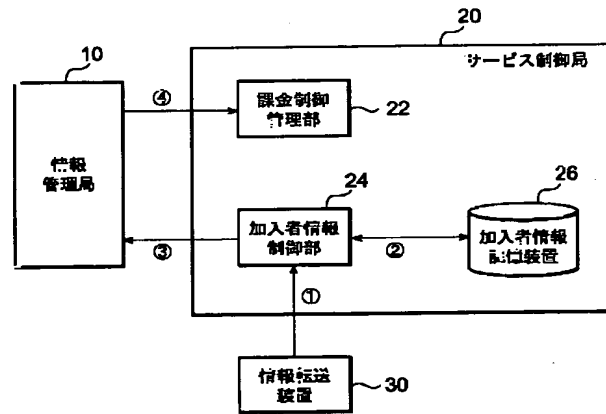 20
サービス制御局
10
情報
管理局
④
課金制御
管理部
22
24
加入者情報
制御部
③
②
26
加入者情報
記憶装置
①
情報転送
装置
30